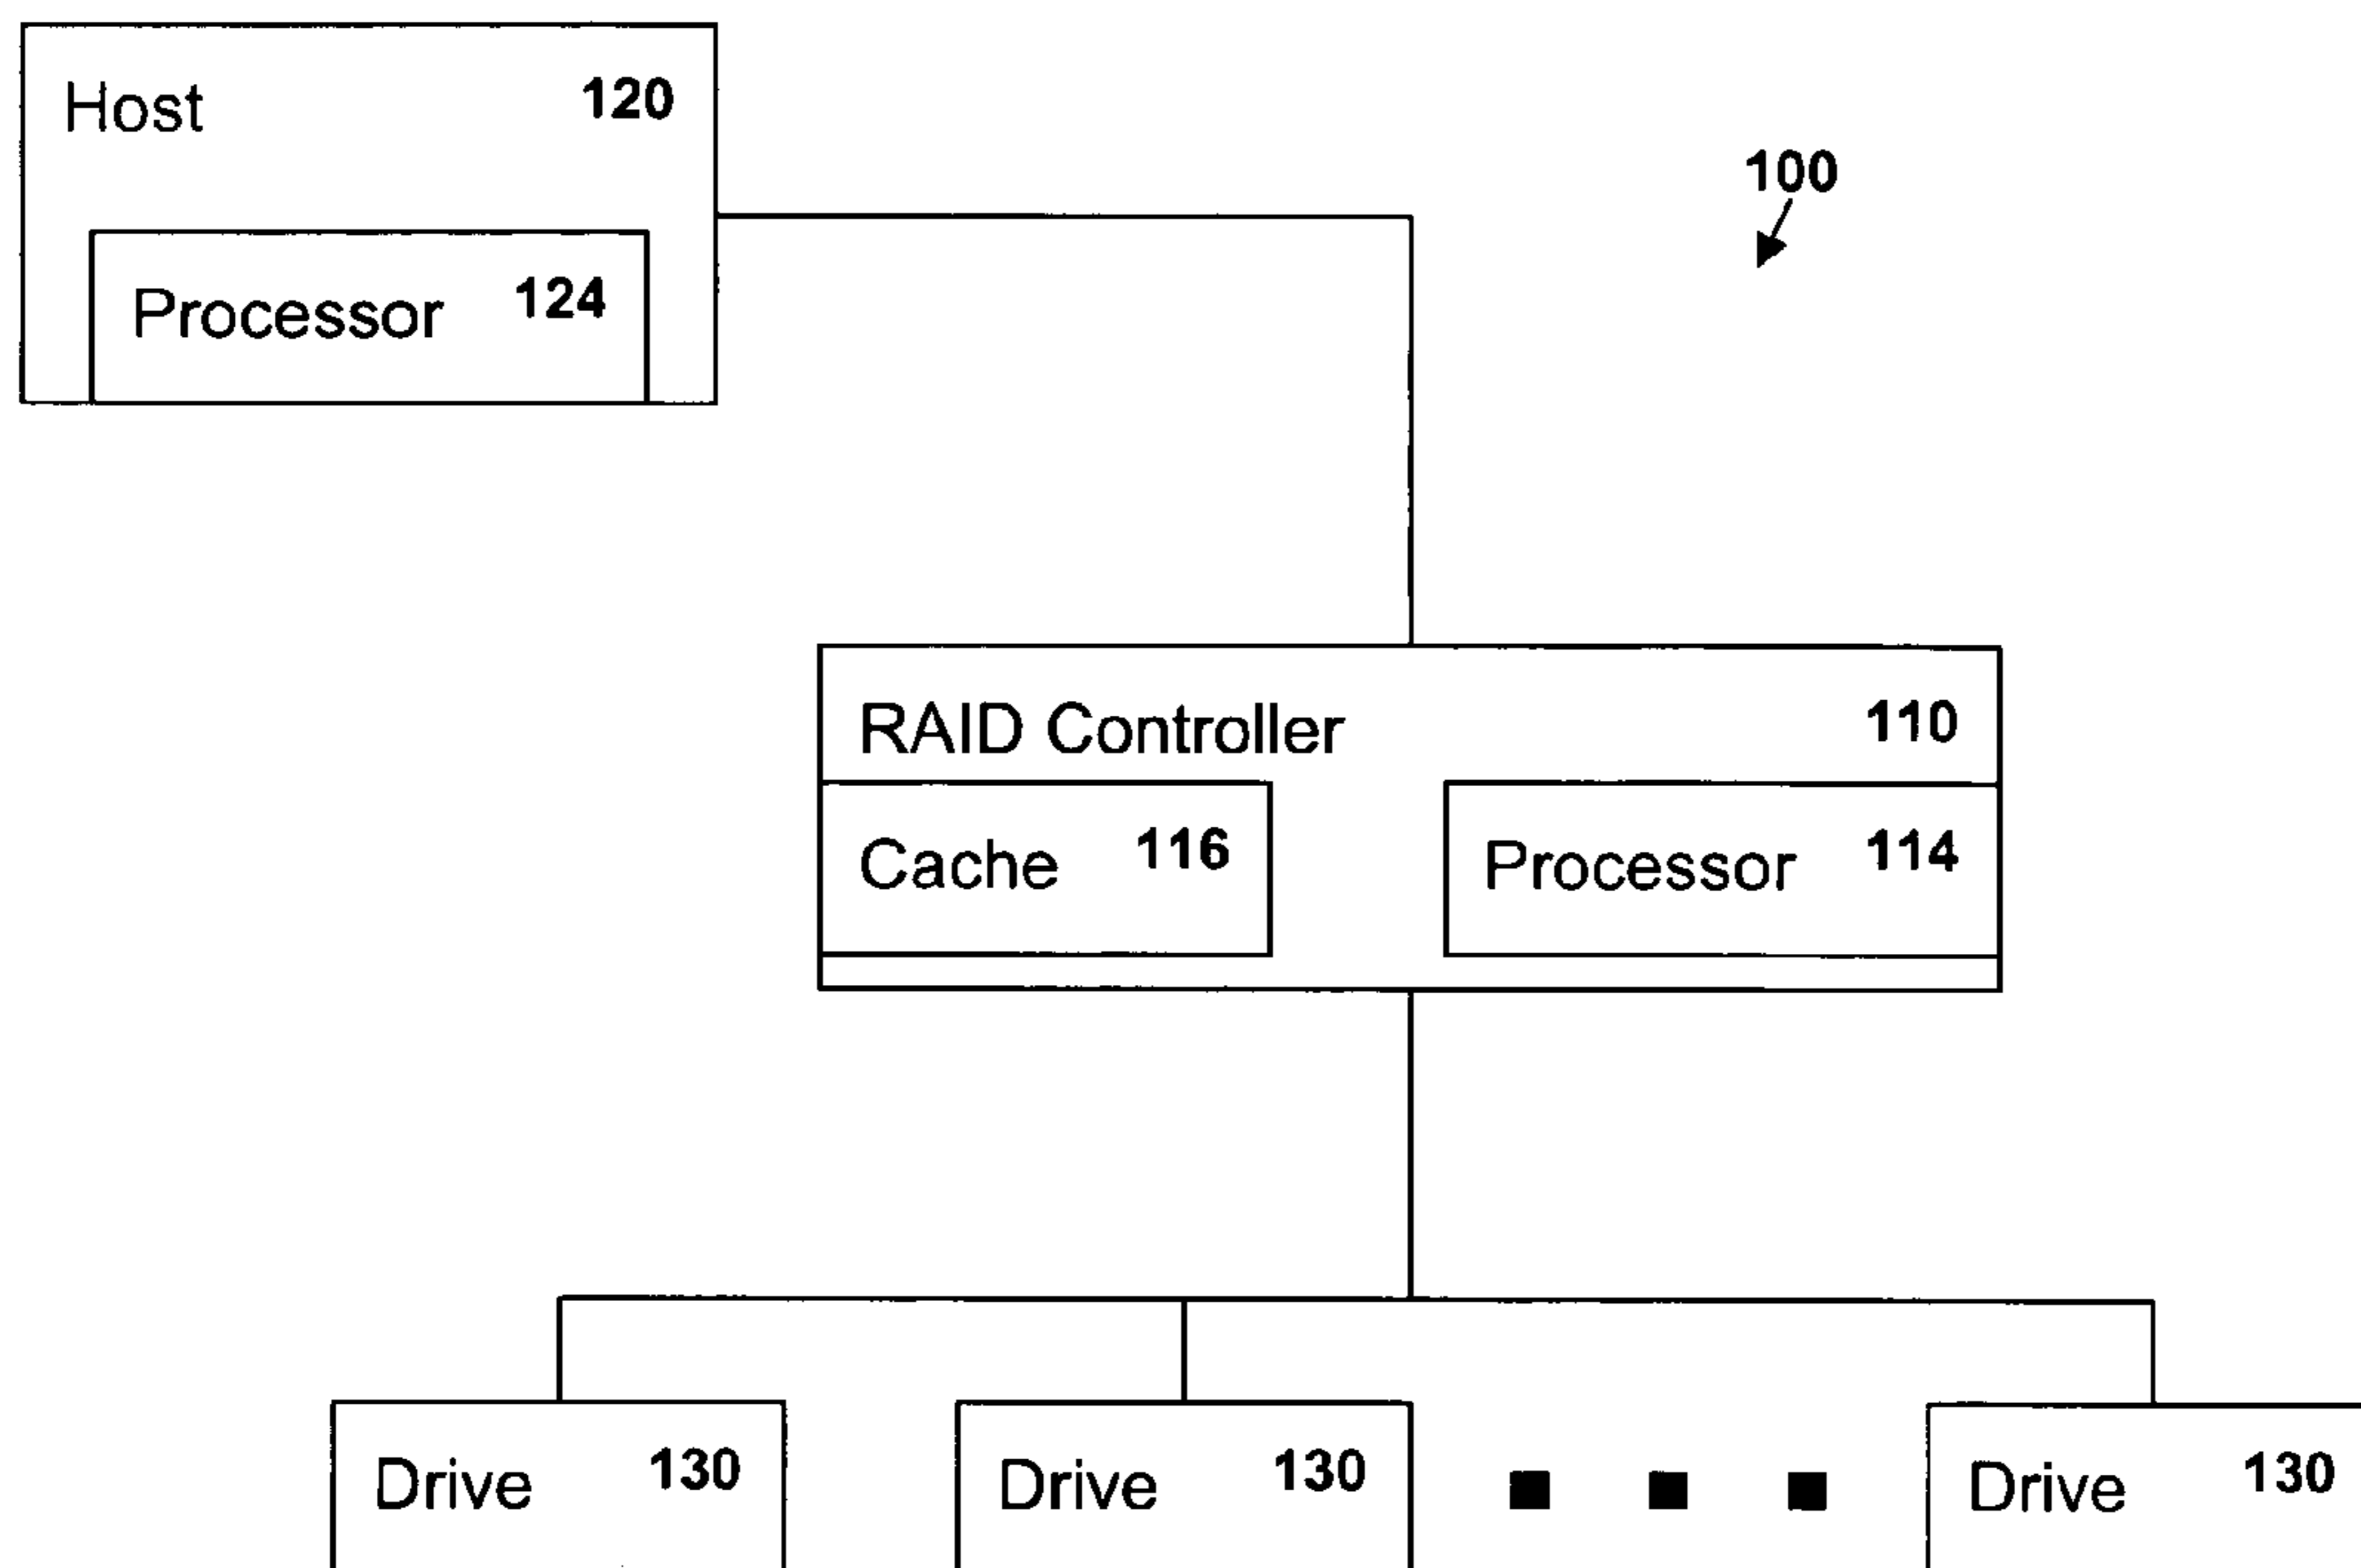 Host 120
100
Processor 124
RAID Controller 110
Cache 116 Processor 114
Drive 130 Drive 130 Drive 130